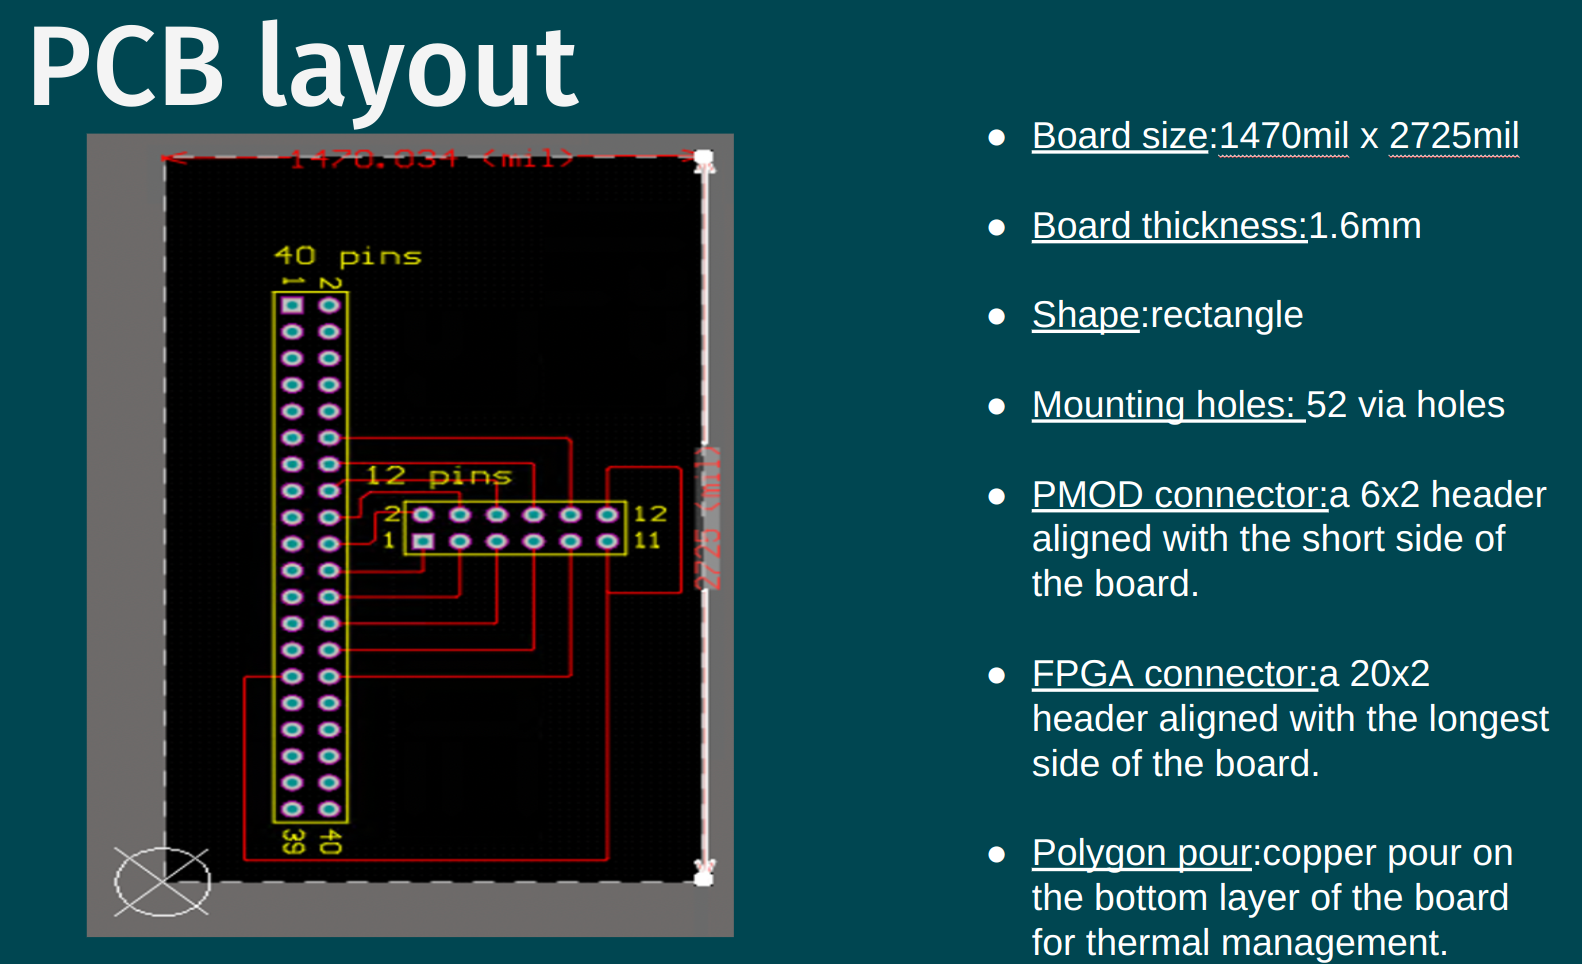 PCB layout
1470.034 (mil)
40 pins
1 2
12 pins
2 12
1 11
39 40
● Board size:1470mil x 2725mil
● Board thickness:1.6mm
● Shape:rectangle
● Mounting holes: 52 via holes
● PMOD connector:a 6x2 header
aligned with the short side of
the board.
● FPGA connector:a 20x2
header aligned with the longest
side of the board.
● Polygon pour:copper pour on
the bottom layer of the board
for thermal management.